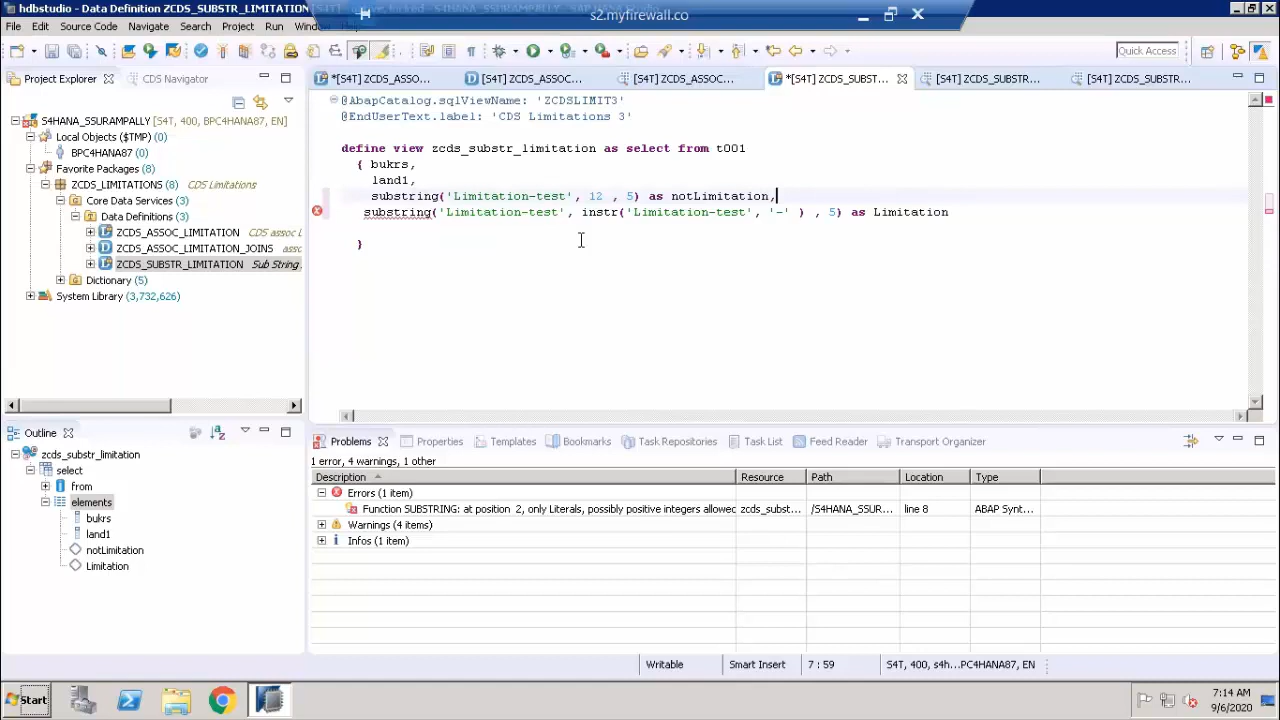 hdbstudio - Data Definition ZCDS_SUBSTR_LIMITATION
s2.myfirewall.co
File Edit Source Code Navigate Search Project Run Window
Quick Access
Project Explorer CDS Navigator
*[S4T] ZCDS_ASSO... [S4T] ZCDS_ASSOC... [S4T] ZCDS_ASSOC... *[S4T] ZCDS_SUBST... [S4T] ZCDS_SUBSTR... [S4T] ZCDS_SUBSTR...
S4HANA_SSURAMPALLY [S4T, 400, BPC4HANA87, EN]
Local Objects ($TMP)
BPC4HANA87 (0)
Favorite Packages (8)
ZCDS_LIMITATIONS (8) CDS Limitations
Core Data Services (3)
Data Definitions (3)
ZCDS_ASSOC_LIMITATION CDS asso
ZCDS_ASSOC_LIMITATION_JOINS asso
ZCDS_SUBSTR_LIMITATION Sub String
Dictionary (5)
System Library (3,732,626)
@AbapCatalog.sqlViewName: 'ZCDSLIMIT3'
@EndUserText.label: 'CDS Limitations 3'
define view zcds_substr_limitation as select from t001
{ bukrs,
land1,
substring('Limitation-test', 12 , 5) as notLimitation,
substring('Limitation-test', instr('Limitation-test', '-' ) , 5) as Limitation
}
Outline
zcds_substr_limitation
select
from
elements
bukrs
land1
notLimitation
Limitation
Problems Properties Templates Bookmarks Task Repositories Task List Feed Reader Transport Organizer
1 error, 4 warnings, 1 other
Description Resource Path Location Type
Errors (1 item)
Function SUBSTRING: at position 2, only Literals, possibly positive integers allowed zcds_subst... /S4HANA_SSUR... line 8 ABAP Synt...
Warnings (4 items)
Infos (1 item)
Writable Smart Insert 7 : 59 S4T, 400, s4h...PC4HANA87, EN
Start
7:14 AM
9/6/2020